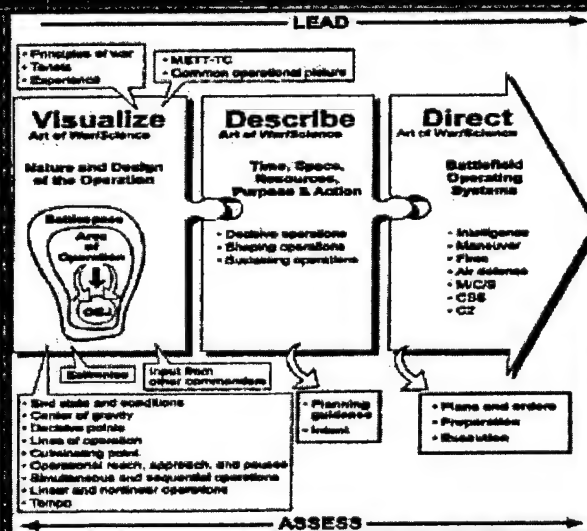 LEAD
• Principles of war
• Tenets
• Experience
• METT-TC
• Common operational picture
Visualize
Art of War/Science
Nature and Design
of the Operation
Battlespace
Area
of
Operation
OBJ
Describe
Art of War/Science
Time, Space,
Resources,
Purpose & Action
• Decisive operations
• Shaping operations
• Sustaining operations
Direct
Art of War/Science
Battlefield
Operating
Systems
• Intelligence
• Maneuver
• Fires
• Air defense
• M/C/S
• CSS
• C2
Estimates
Input from
other commanders
• End state and conditions
• Center of gravity
• Decisive points
• Lines of operation
• Culminating point
• Operational reach, approach, and pauses
• Simultaneous and sequential operations
• Linear and nonlinear operations
• Tempo
• Planning
guidance
• Intent
• Plans and orders
• Preparation
• Execution
ASSESS